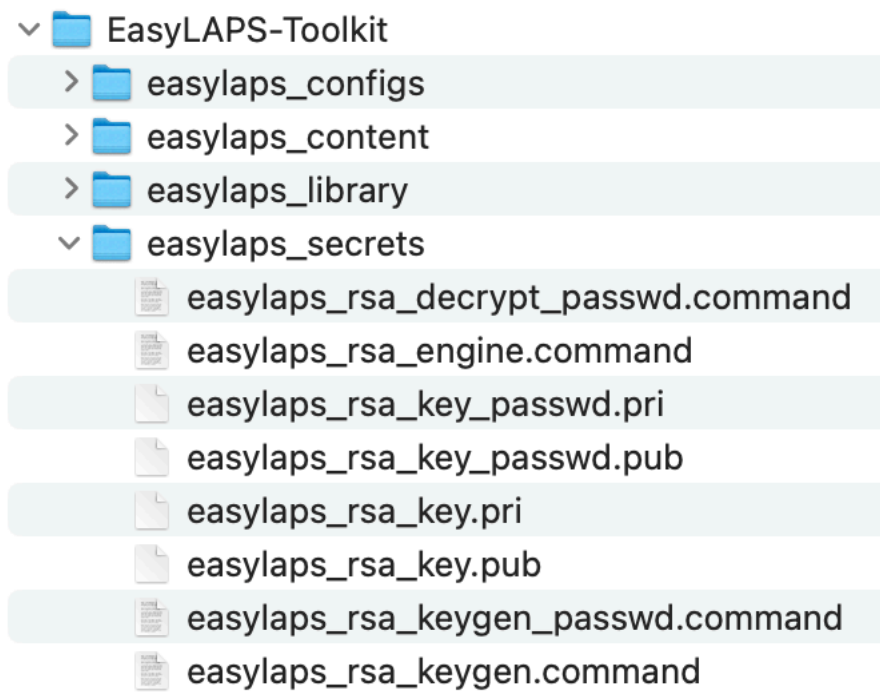 EasyLAPS-Toolkit
easylaps_configs
easylaps_content
easylaps_library
easylaps_secrets
easylaps_rsa_decrypt_passwd.command
easylaps_rsa_engine.command
easylaps_rsa_key_passwd.pri
easylaps_rsa_key_passwd.pub
easylaps_rsa_key.pri
easylaps_rsa_key.pub
easylaps_rsa_keygen_passwd.command
easylaps_rsa_keygen.command